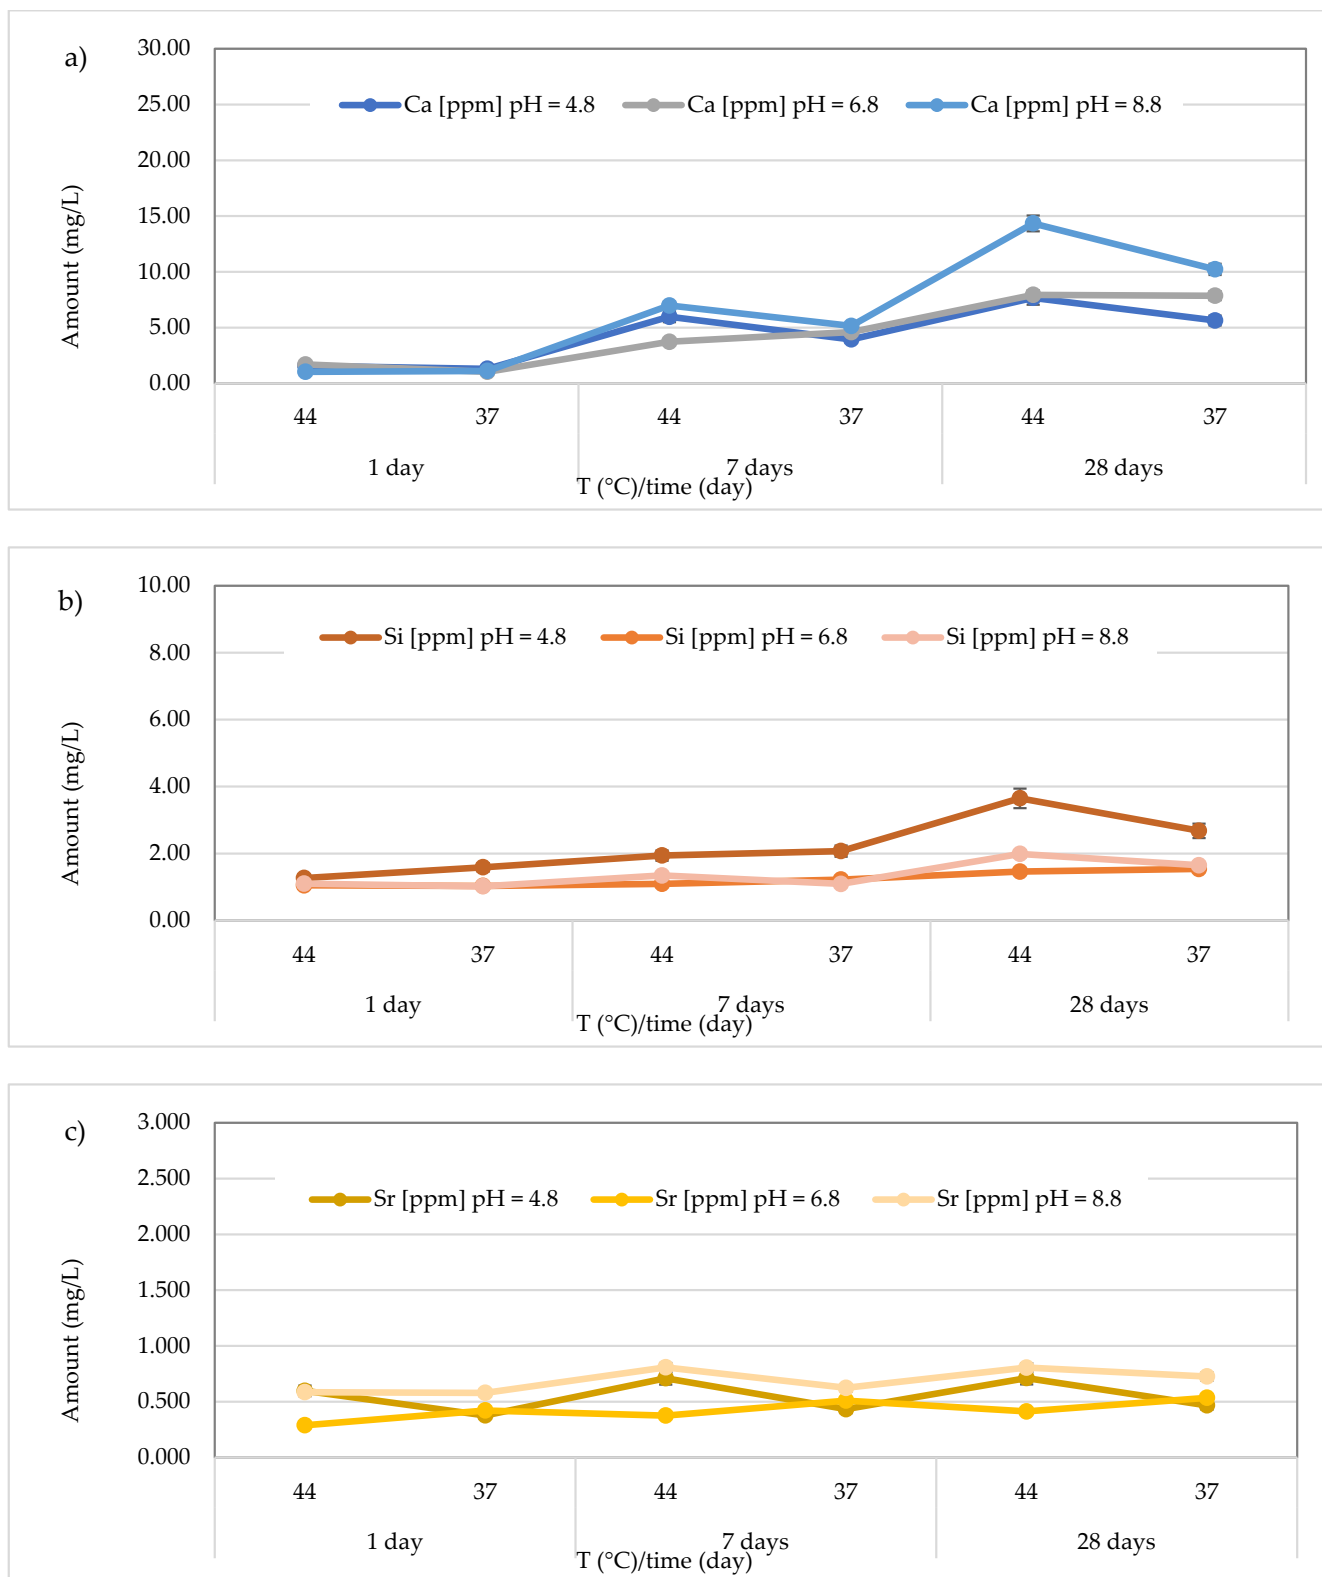 a)
30.00
25.00
20.00
15.00
10.00
5.00
0.00
Amount (mg/L)
Ca [ppm] pH = 4.8 Ca [ppm] pH = 6.8 Ca [ppm] pH = 8.8
44 37 44 37 44 37
1 day 7 days 28 days
T (°C)/time (day)
b)
10.00
8.00
6.00
4.00
2.00
0.00
Amount (mg/L)
Si [ppm] pH = 4.8 Si [ppm] pH = 6.8 Si [ppm] pH = 8.8
44 37 44 37 44 37
1 day 7 days 28 days
T (°C)/time (day)
c)
3.000
2.500
2.000
1.500
1.000
0.500
0.000
Amount (mg/L)
Sr [ppm] pH = 4.8 Sr [ppm] pH = 6.8 Sr [ppm] pH = 8.8
44 37 44 37 44 37
1 day 7 days 28 days
T (°C)/time (day)